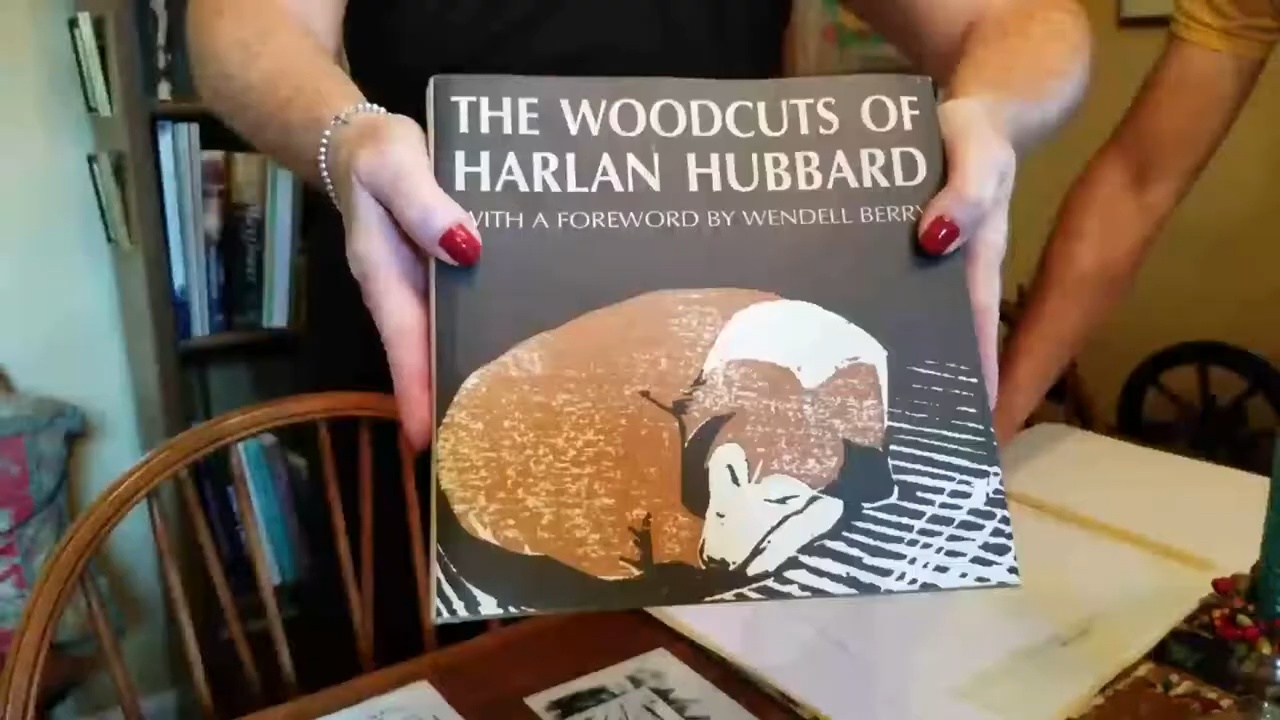 THE WOODCUTS OF
HARLAN HUBBARD
WITH A FOREWORD BY WENDELL BERRY